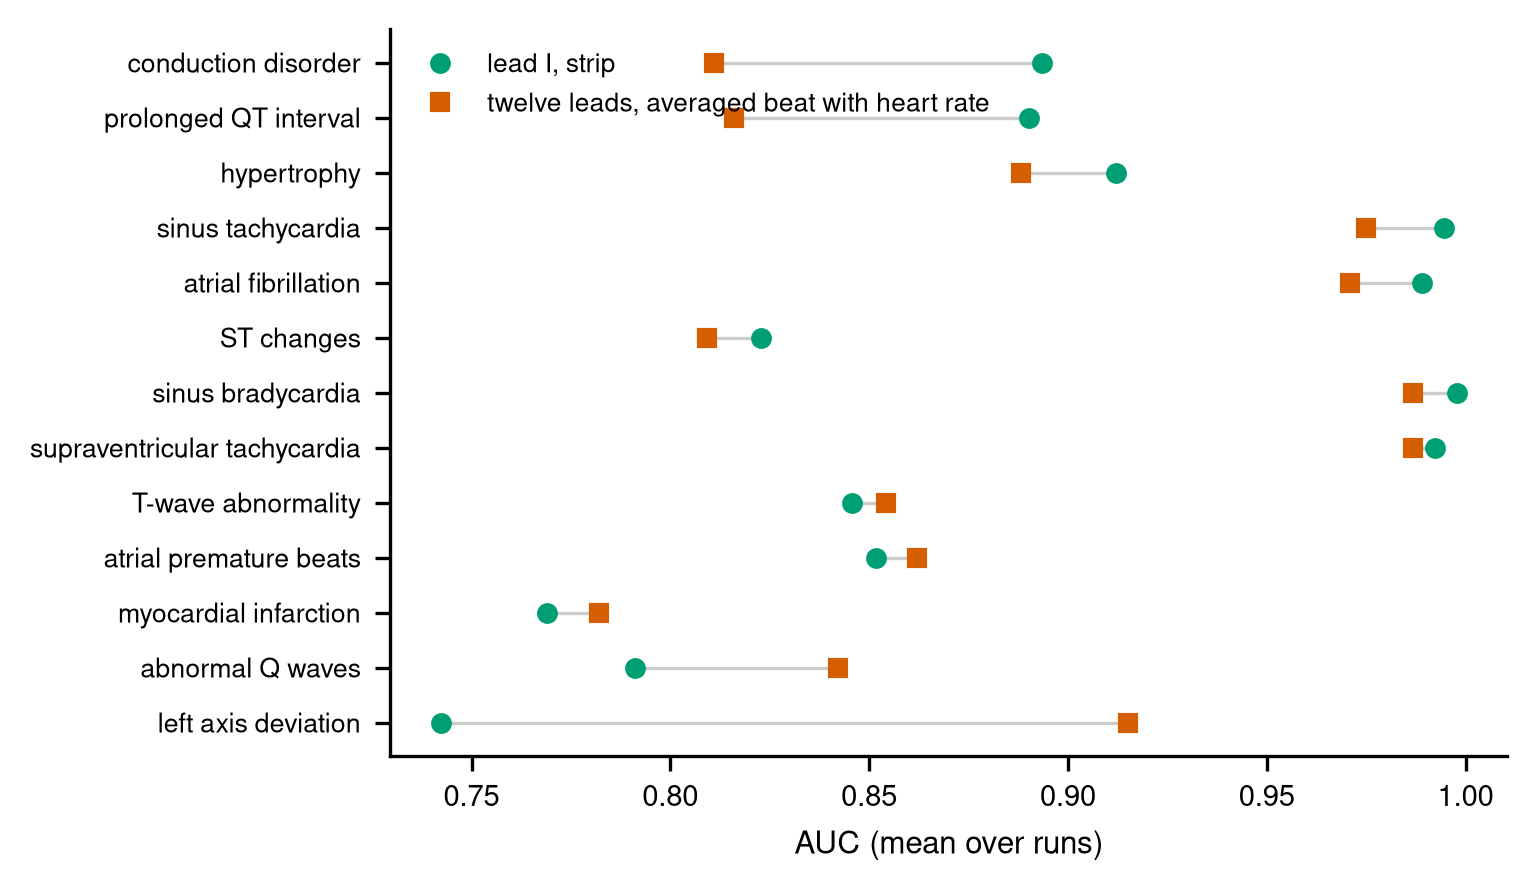 conduction disorder
lead I, strip
twelve leads, averaged beat with heart rate
prolonged QT interval
hypertrophy
sinus tachycardia
atrial fibrillation
ST changes
sinus bradycardia
supraventricular tachycardia
T-wave abnormality
atrial premature beats
myocardial infarction
abnormal Q waves
left axis deviation
0.75 0.80 0.85 0.90 0.95 1.00
AUC (mean over runs)